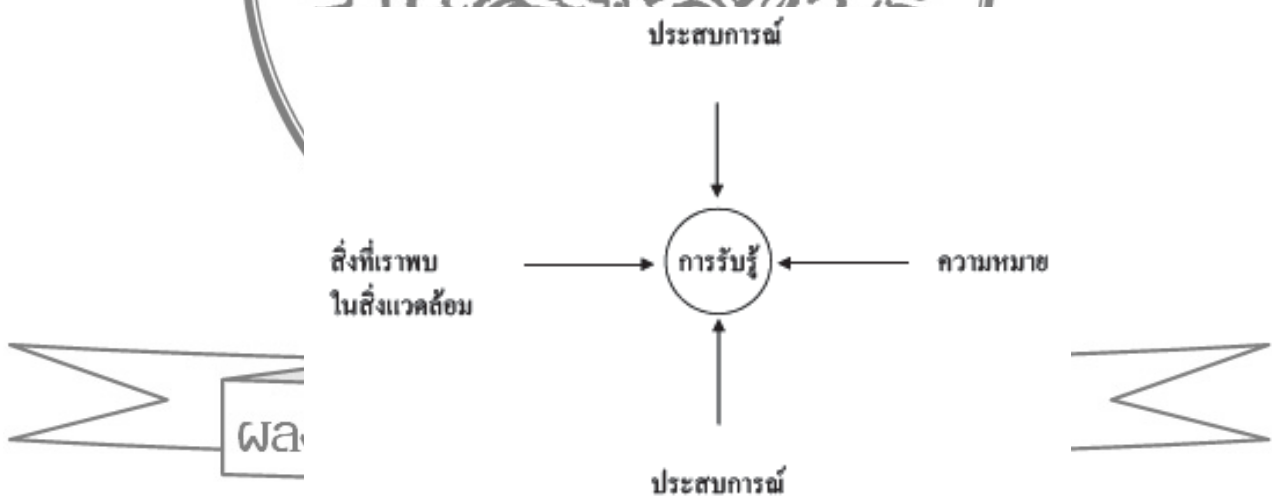 ประสบการณ์
สิ่งที่เราพบ
ในสิ่งแวดล้อม
การรับรู้
ความหมาย
ประสบการณ์